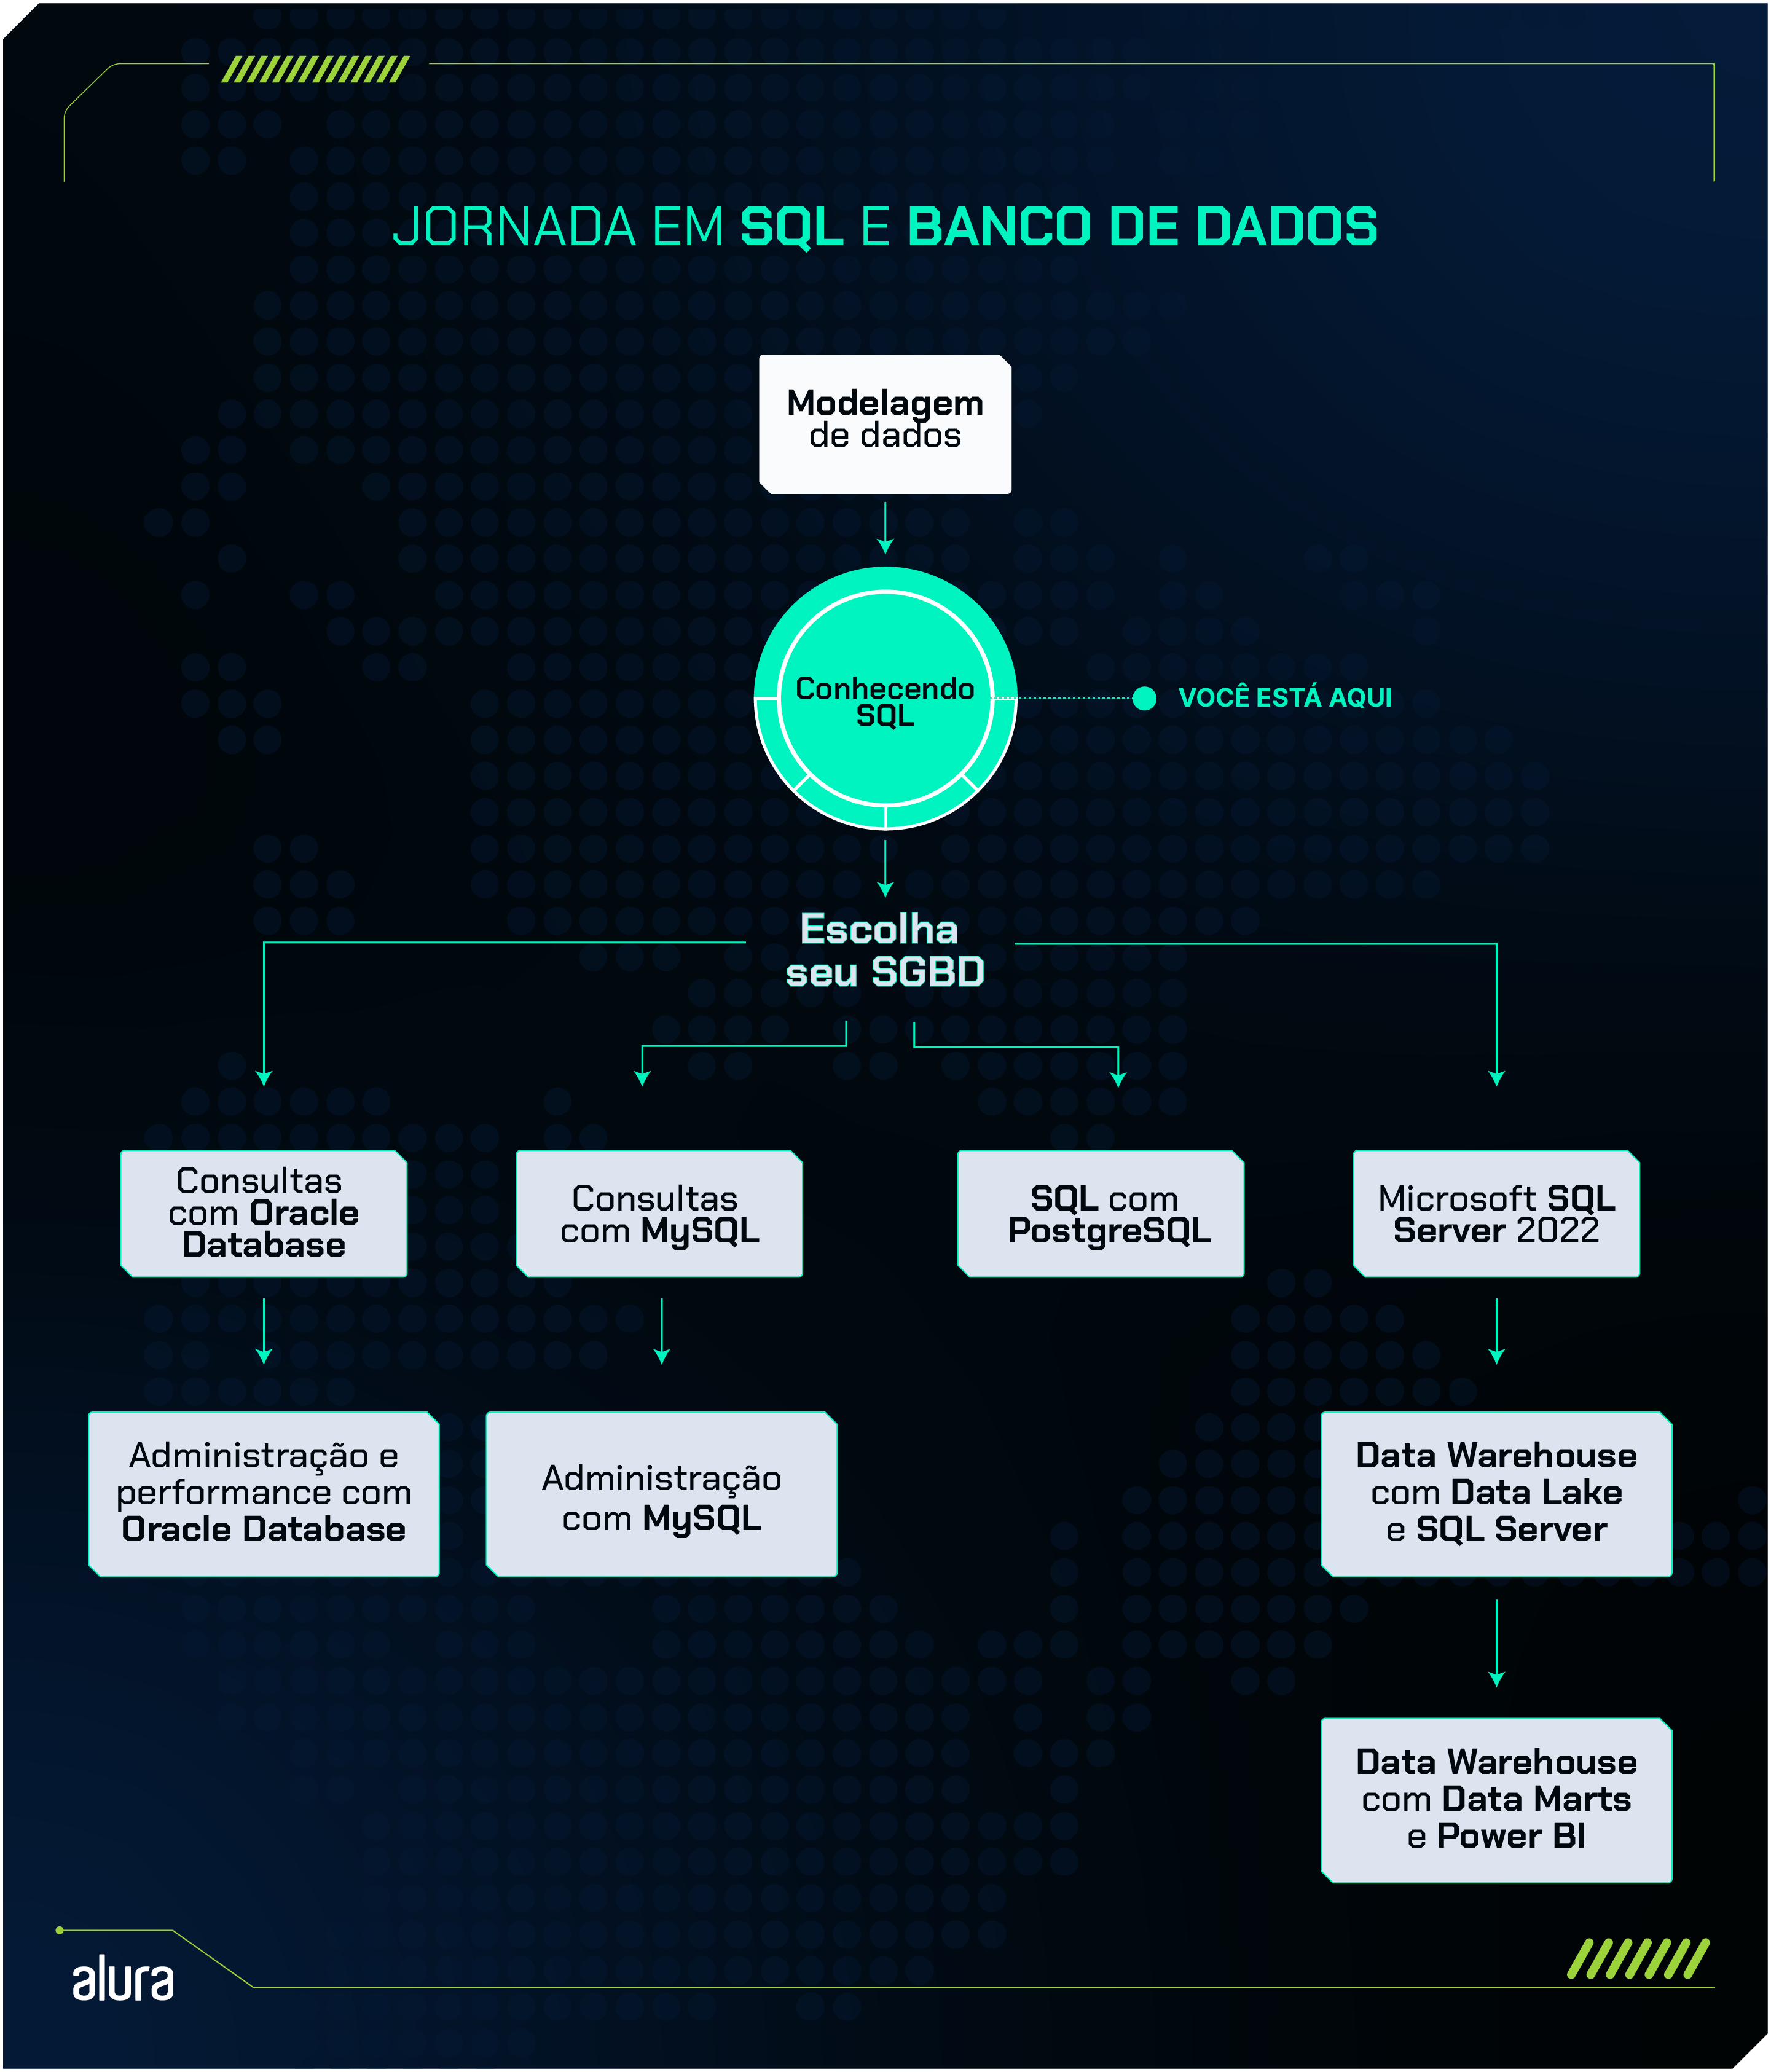 JORNADA EM SQL E BANCO DE DADOS
Modelagem
de dados
Conhecendo
SQL
VOCÊ ESTÁ AQUI
Escolha
seu SGBD
Consultas
com Oracle
Database
Consultas
com MySQL
SQL com
PostgreSQL
Microsoft SQL
Server 2022
Administração e
performance com
Oracle Database
Administração
com MySQL
Data Warehouse
com Data Lake
e SQL Server
Data Warehouse
com Data Marts
e Power BI
alura